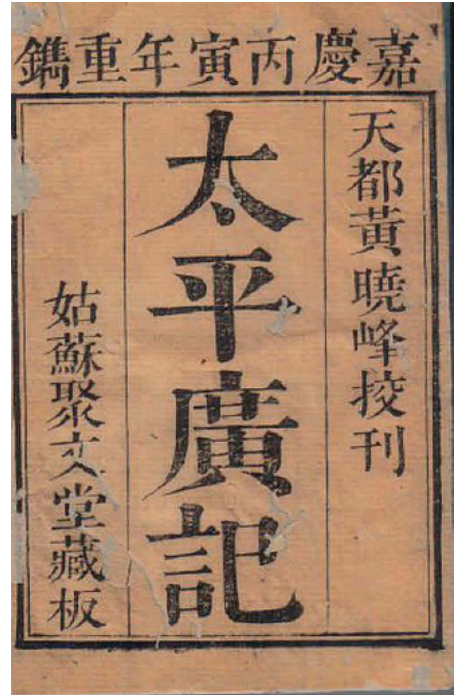 嘉慶丙寅年重鐫
天都黃曉峰挍刊
太平廣記
姑蘇聚文堂藏板